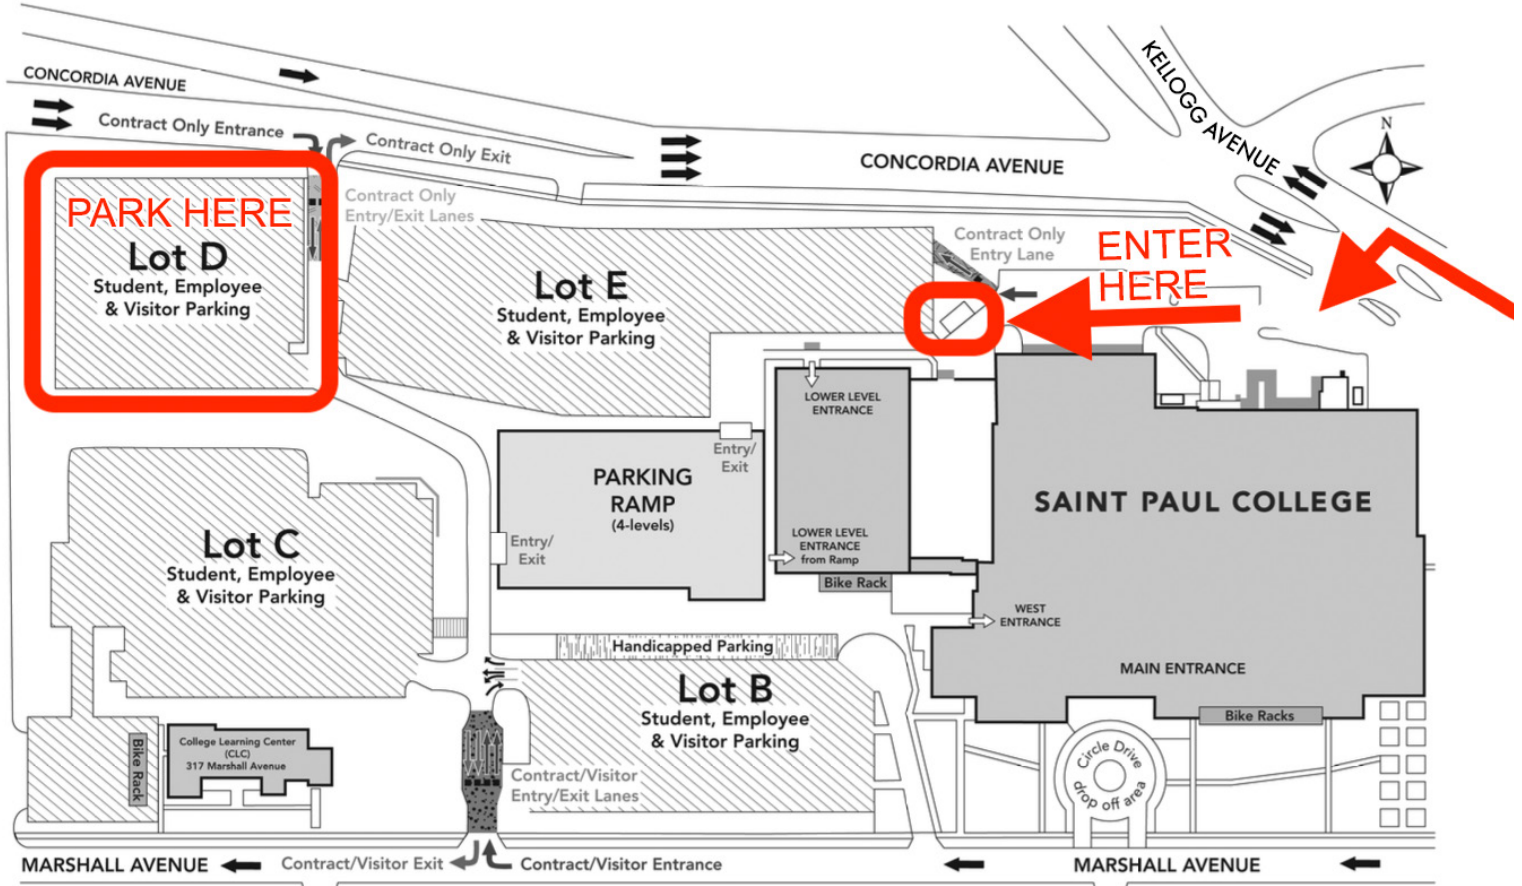 CONCORDIA AVENUE
Contract Only Entrance
Contract Only Exit
CONCORDIA AVENUE
KELLOGG AVENUE
N
PARK HERE
Lot D
Student, Employee
& Visitor Parking
Contract Only
Entry/Exit Lanes
Lot E
Student, Employee
& Visitor Parking
Contract Only
Entry Lane
ENTER
HERE
LOWER LEVEL
ENTRANCE
Entry/
Exit
PARKING
RAMP
(4-levels)
Entry/
Exit
LOWER LEVEL
ENTRANCE
from Ramp
Bike Rack
SAINT PAUL COLLEGE
WEST
ENTRANCE
MAIN ENTRANCE
Bike Racks
Lot C
Student, Employee
& Visitor Parking
Handicapped Parking
Lot B
Student, Employee
& Visitor Parking
Bike Rack
College Learning Center
(CLC)
317 Marshall Avenue
Contract/Visitor
Entry/Exit Lanes
Circle Drive
drop off area
MARSHALL AVENUE
Contract/Visitor Exit
Contract/Visitor Entrance
MARSHALL AVENUE